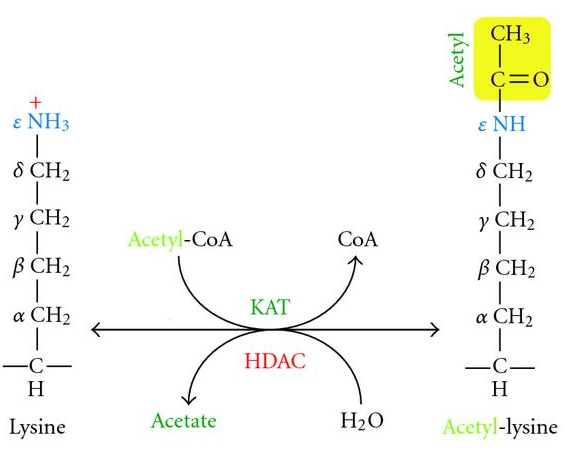 +
ε NH3
δ CH2
γ CH2
β CH2
α CH2
C
H
Lysine
Acetyl-CoA
CoA
KAT
HDAC
Acetate
H2O
Acetyl
CH3
C=O
ε NH
δ CH2
γ CH2
β CH2
α CH2
C
H
Acetyl-lysine